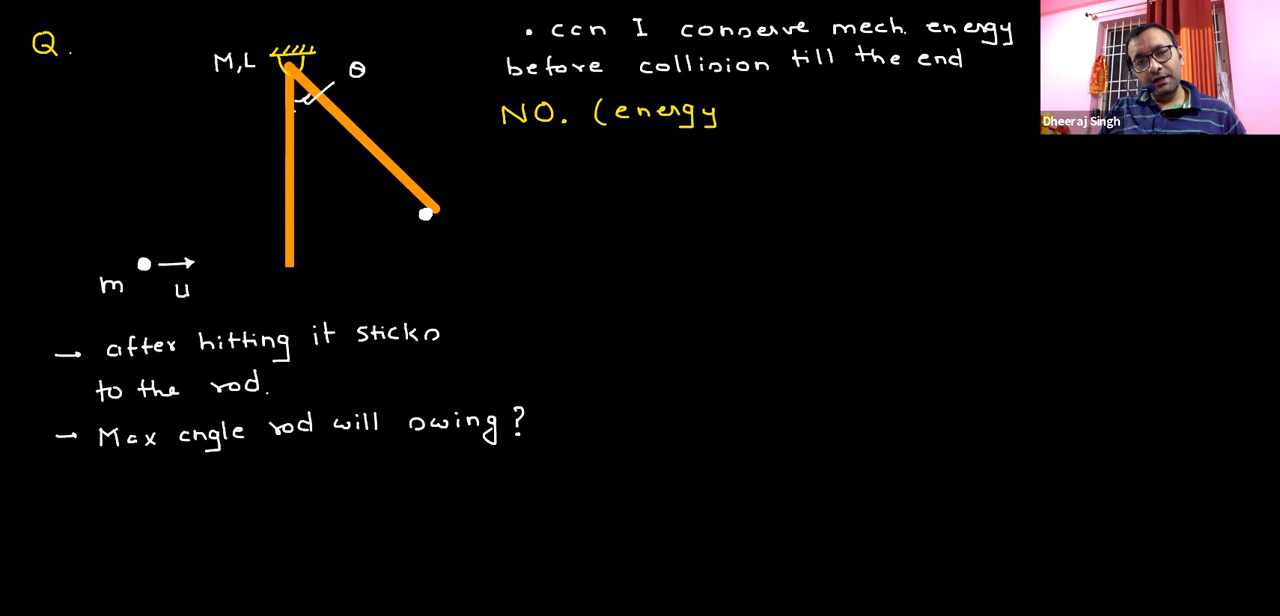 Q.
M,L
θ
m
u
→ after hitting it sticks
to the rod.
→ Max angle rod will swing?
• can I conserve mech. energy
before collision till the end
NO. (energy
Dheeraj Singh